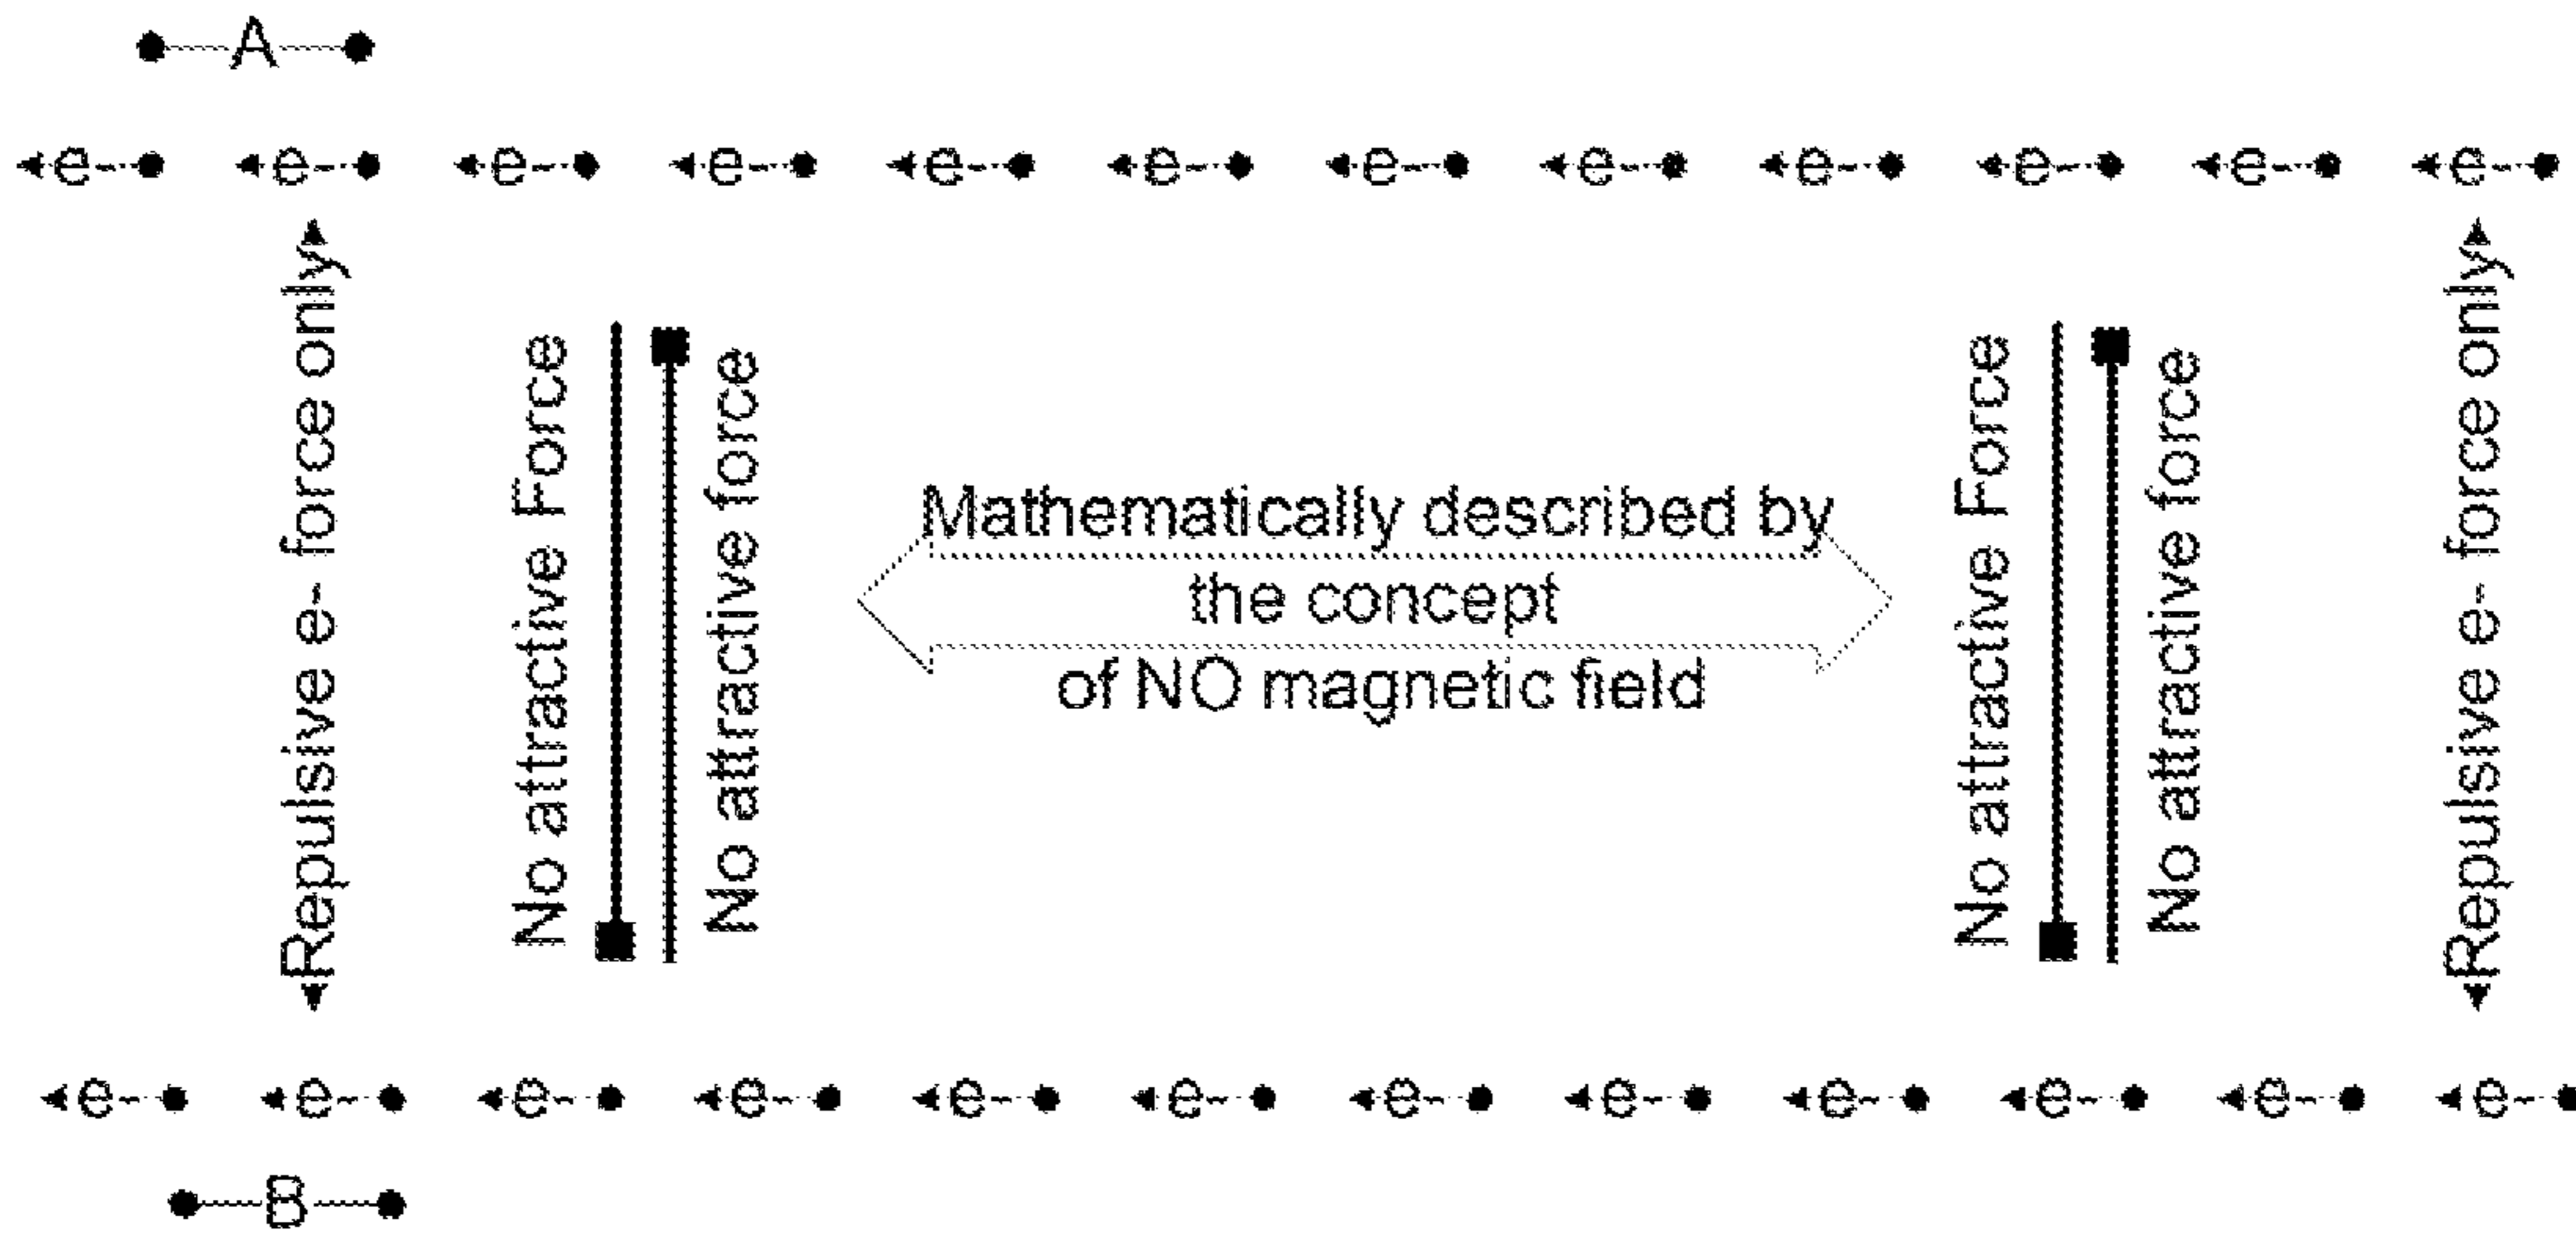 A
e- e- e- e- e- e- e- e- e- e- e- e-
Repulsive e- force only
No attractive Force
No attractive force
Mathematically described by
the concept
of NO magnetic field
No attractive Force
No attractive force
Repulsive e- force only
e- e- e- e- e- e- e- e- e- e- e- e-
B